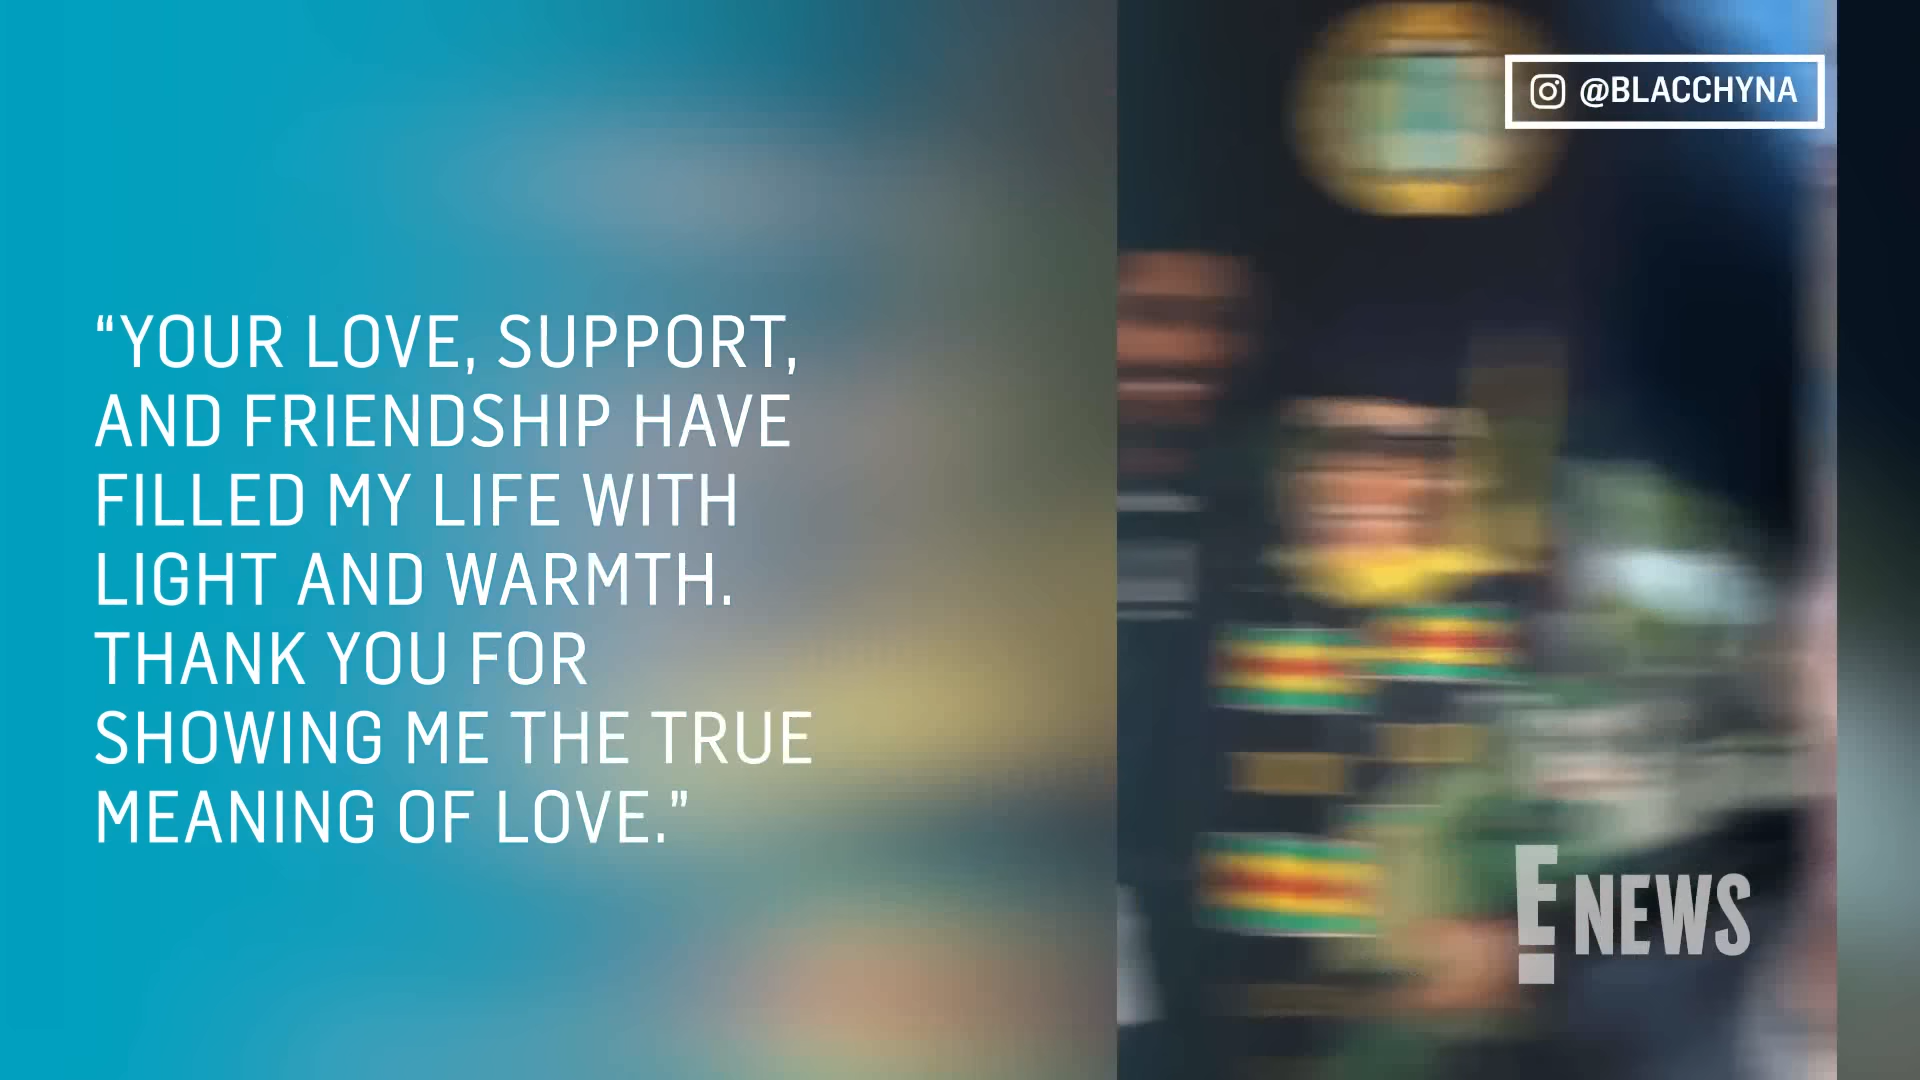 @BLACCHYNA
“YOUR LOVE, SUPPORT,
AND FRIENDSHIP HAVE
FILLED MY LIFE WITH
LIGHT AND WARMTH.
THANK YOU FOR
SHOWING ME THE TRUE
MEANING OF LOVE.”
E! NEWS